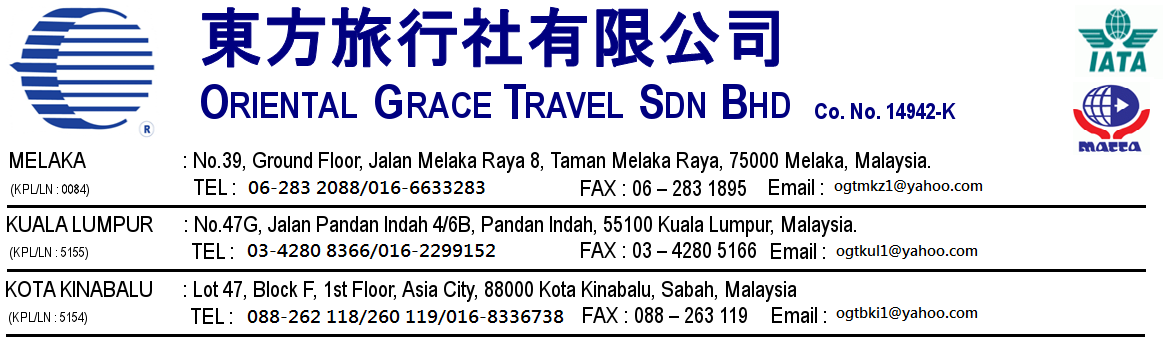 東方旅行社有限公司
IATA
ORIENTAL GRACE TRAVEL SDN BHD Co. No. 14942-K
®
matta
MELAKA : No.39, Ground Floor, Jalan Melaka Raya 8, Taman Melaka Raya, 75000 Melaka, Malaysia.
(KPL/LN : 0084) TEL : 06-283 2088/016-6633283 FAX : 06 – 283 1895 Email : ogtmkz1@yahoo.com
KUALA LUMPUR : No.47G, Jalan Pandan Indah 4/6B, Pandan Indah, 55100 Kuala Lumpur, Malaysia.
(KPL/LN : 5155) TEL : 03-4280 8366/016-2299152 FAX : 03 – 4280 5166 Email : ogtkul1@yahoo.com
KOTA KINABALU : Lot 47, Block F, 1st Floor, Asia City, 88000 Kota Kinabalu, Sabah, Malaysia
(KPL/LN : 5154) TEL : 088-262 118/260 119/016-8336738 FAX : 088 – 263 119 Email : ogtbki1@yahoo.com